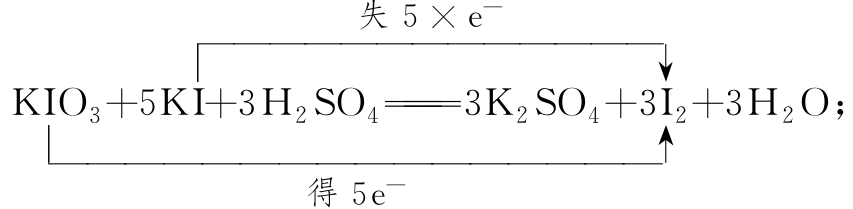 失 5×e⁻
KIO₃+5KI+3H₂SO₄══3K₂SO₄+3I₂+3H₂O;
得 5e⁻